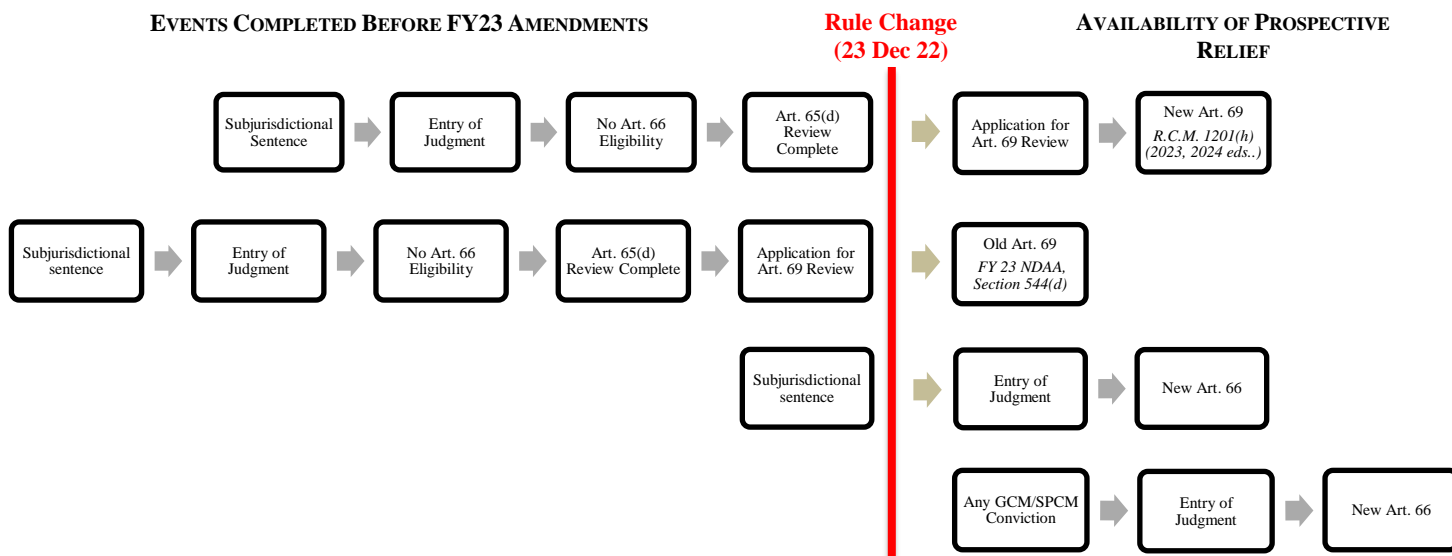 EVENTS COMPLETED BEFORE FY23 AMENDMENTS
Rule Change
(23 Dec 22)
AVAILABILITY OF PROSPECTIVE
RELIEF
Subjurisdictional
Sentence
Entry of
Judgment
No Art. 66
Eligibility
Art. 65(d)
Review
Complete
Application for
Art. 69 Review
New Art. 69
R.C.M. 1201(h)
(2023, 2024 eds..)
Subjurisdictional
sentence
Entry of
Judgment
No Art. 66
Eligibility
Art. 65(d)
Review Complete
Application for
Art. 69 Review
Old Art. 69
FY 23 NDAA,
Section 544(d)
Subjurisdictional
sentence
Entry of
Judgment
New Art. 66
Any GCM/SPCM
Conviction
Entry of
Judgment
New Art. 66